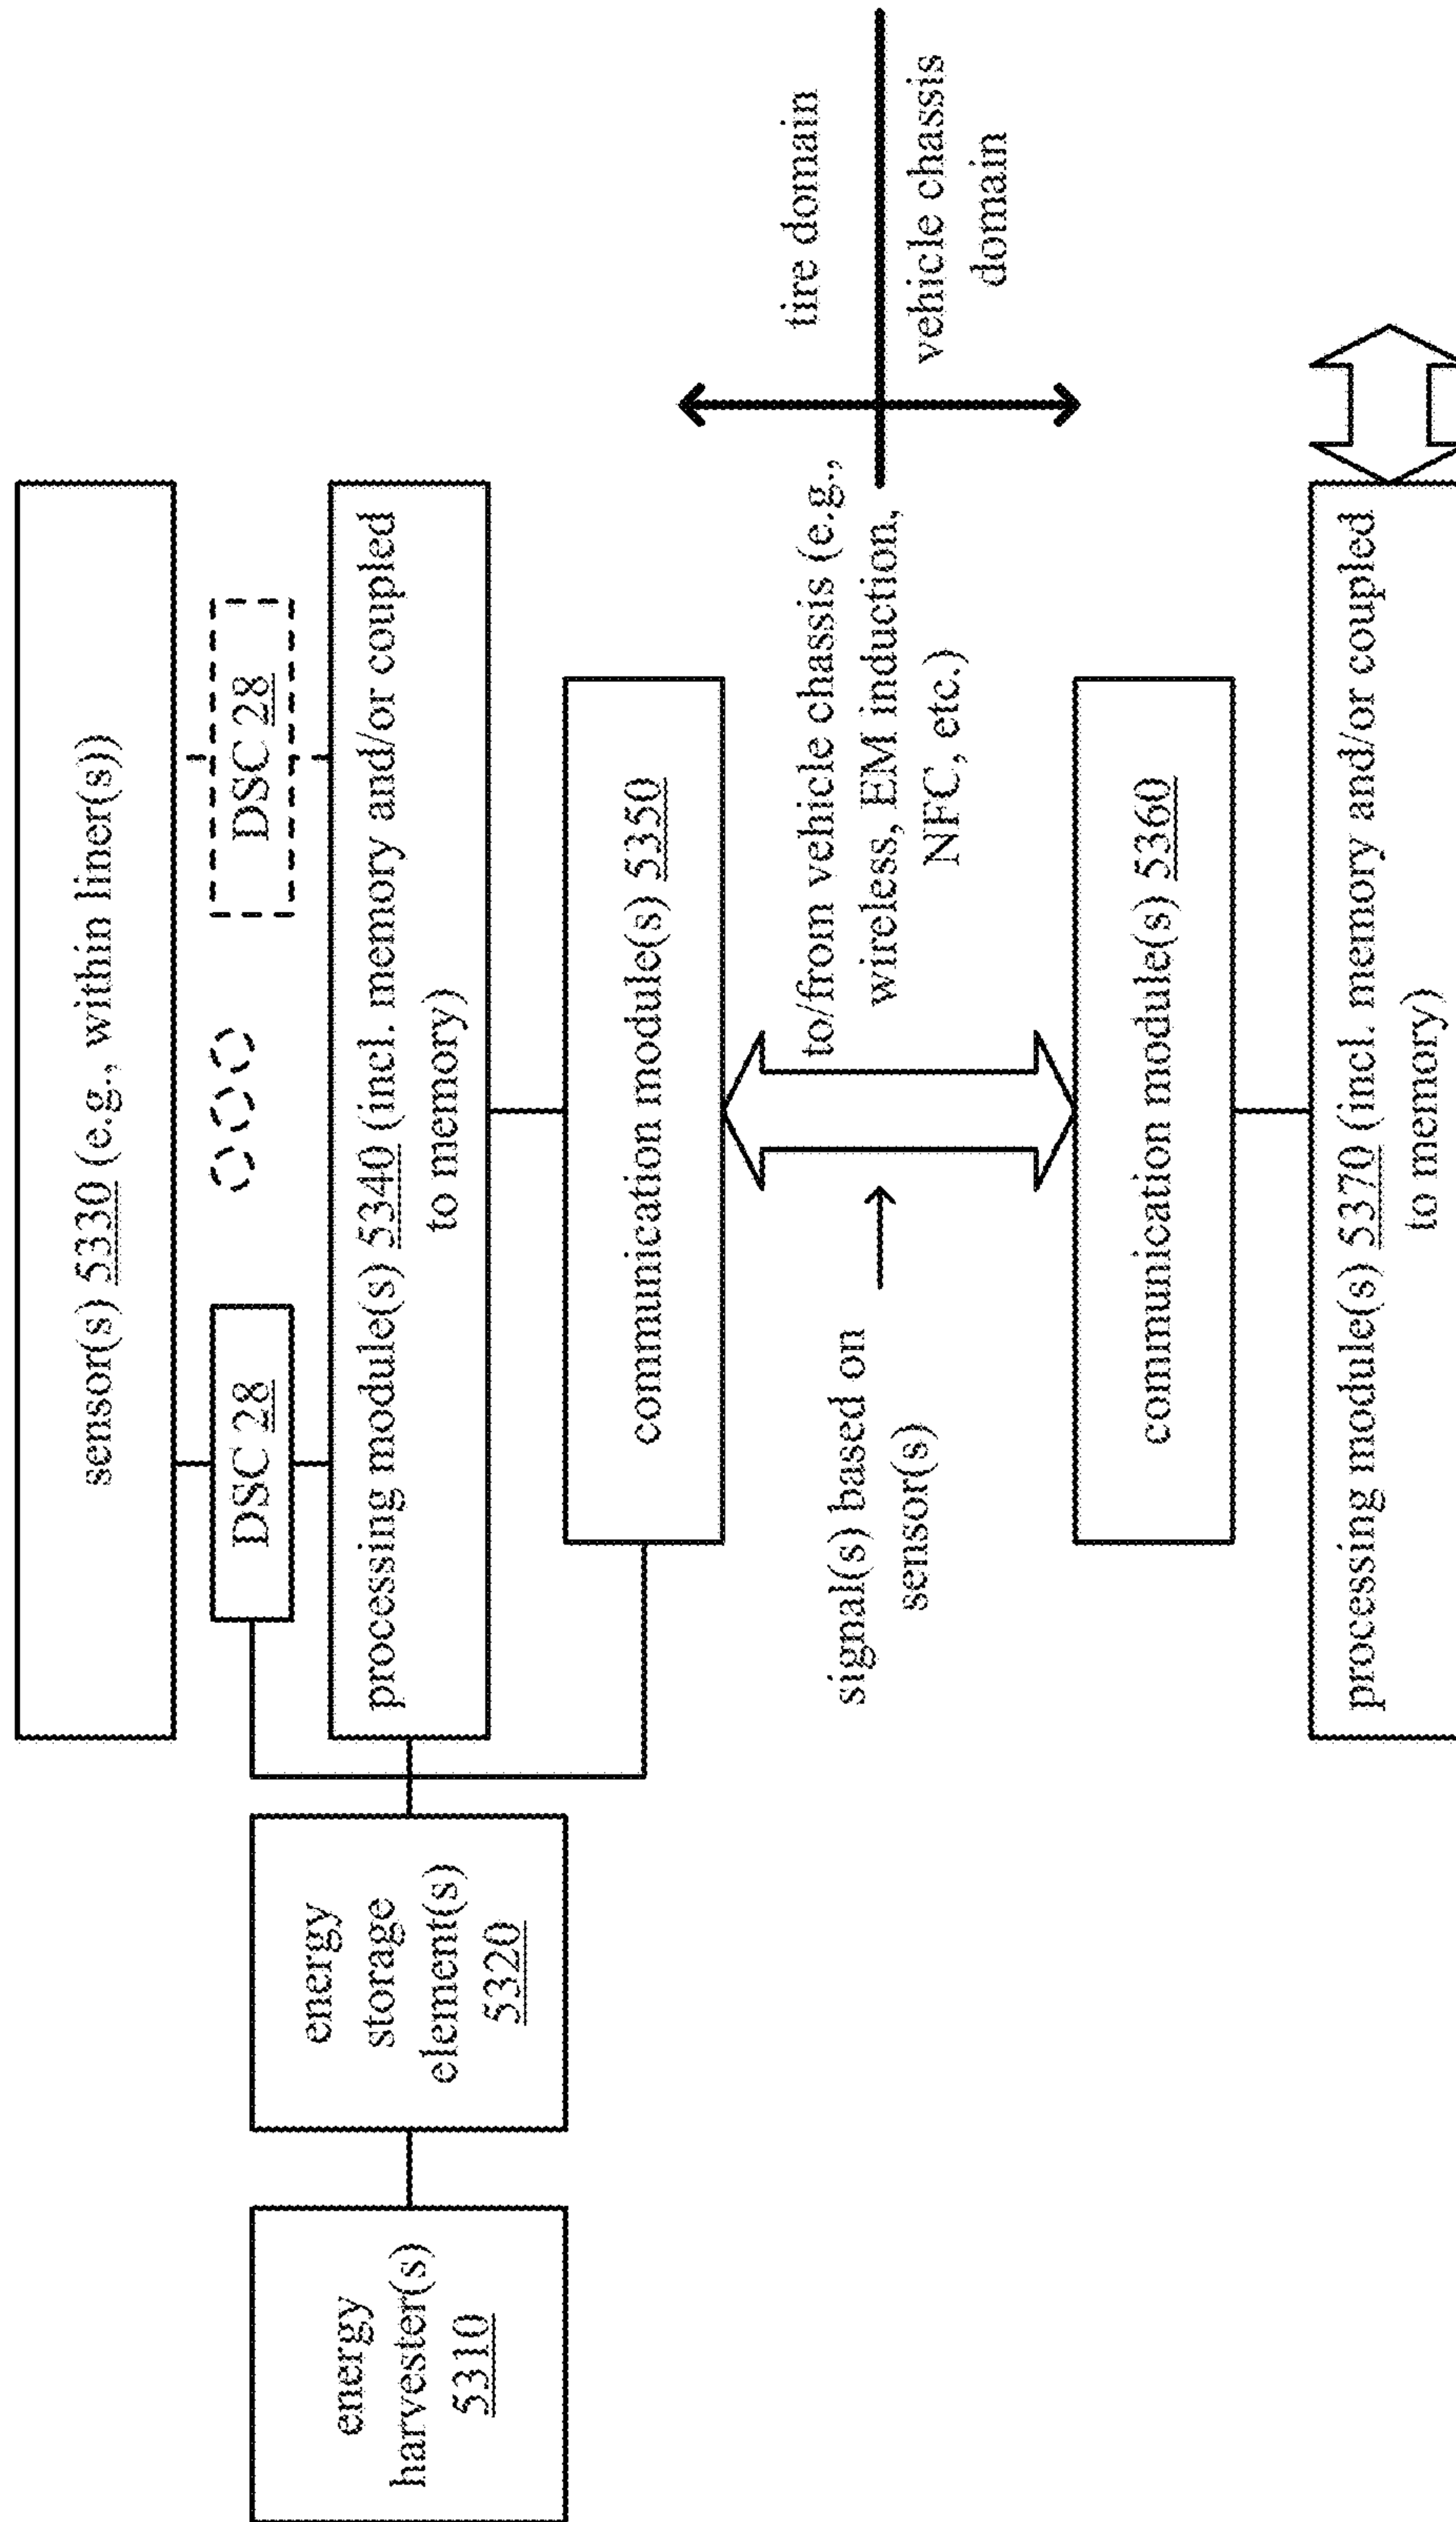 sensor(s) 5330 (e.g., within liner(s))
DSC 28
DSC 28
energy
harvester(s)
5310
energy
storage
element(s)
5320
processing module(s) 5340 (incl. memory and/or coupled
to memory)
communication module(s) 5350
signal(s) based on
sensor(s)
to/from vehicle chassis (e.g.,
wireless, EM induction,
NFC, etc.)
tire domain
vehicle chassis
domain
communication module(s) 5360
processing module(s) 5370 (incl. memory and/or coupled
to memory)